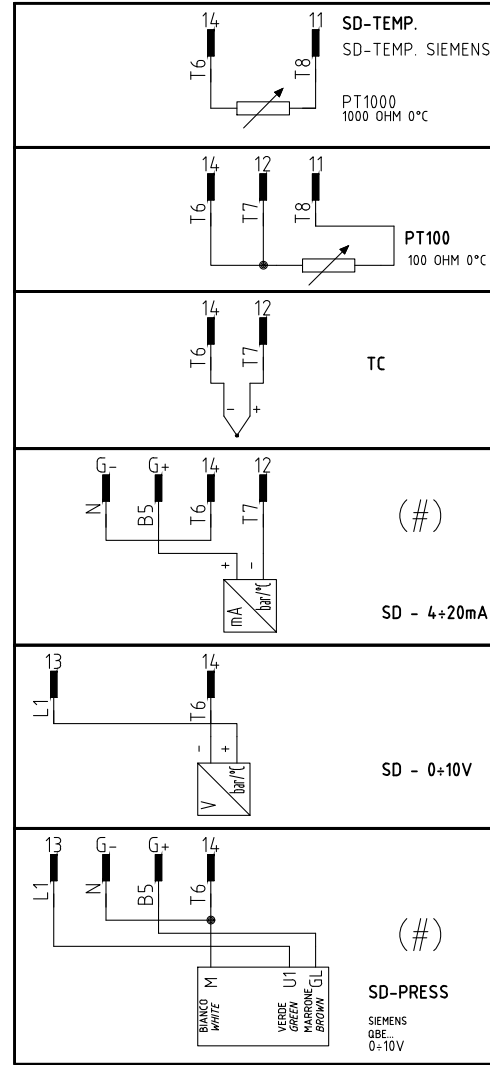 14 11 SD-TEMP.
SD-TEMP. SIEMENS
T6 T8
PT1000
1000 OHM 0°C
14 12 11
T6 T7 T8
PT100
100 OHM 0°C
14 12
T6 T7
TC
- +
G- G+ 14 12
N B5 T6 T7
(#)
+ -
mA bar/°C
SD - 4÷20mA
13 14
L1 T6
- +
V bar/°C
SD - 0÷10V
13 G- G+ 14
L1 N B5 T6
(#)
M U1 GL
BIANCO VERDE MARRONE
WHITE GREEN BROWN
SD-PRESS
SIEMENS
QBE...
0÷10V